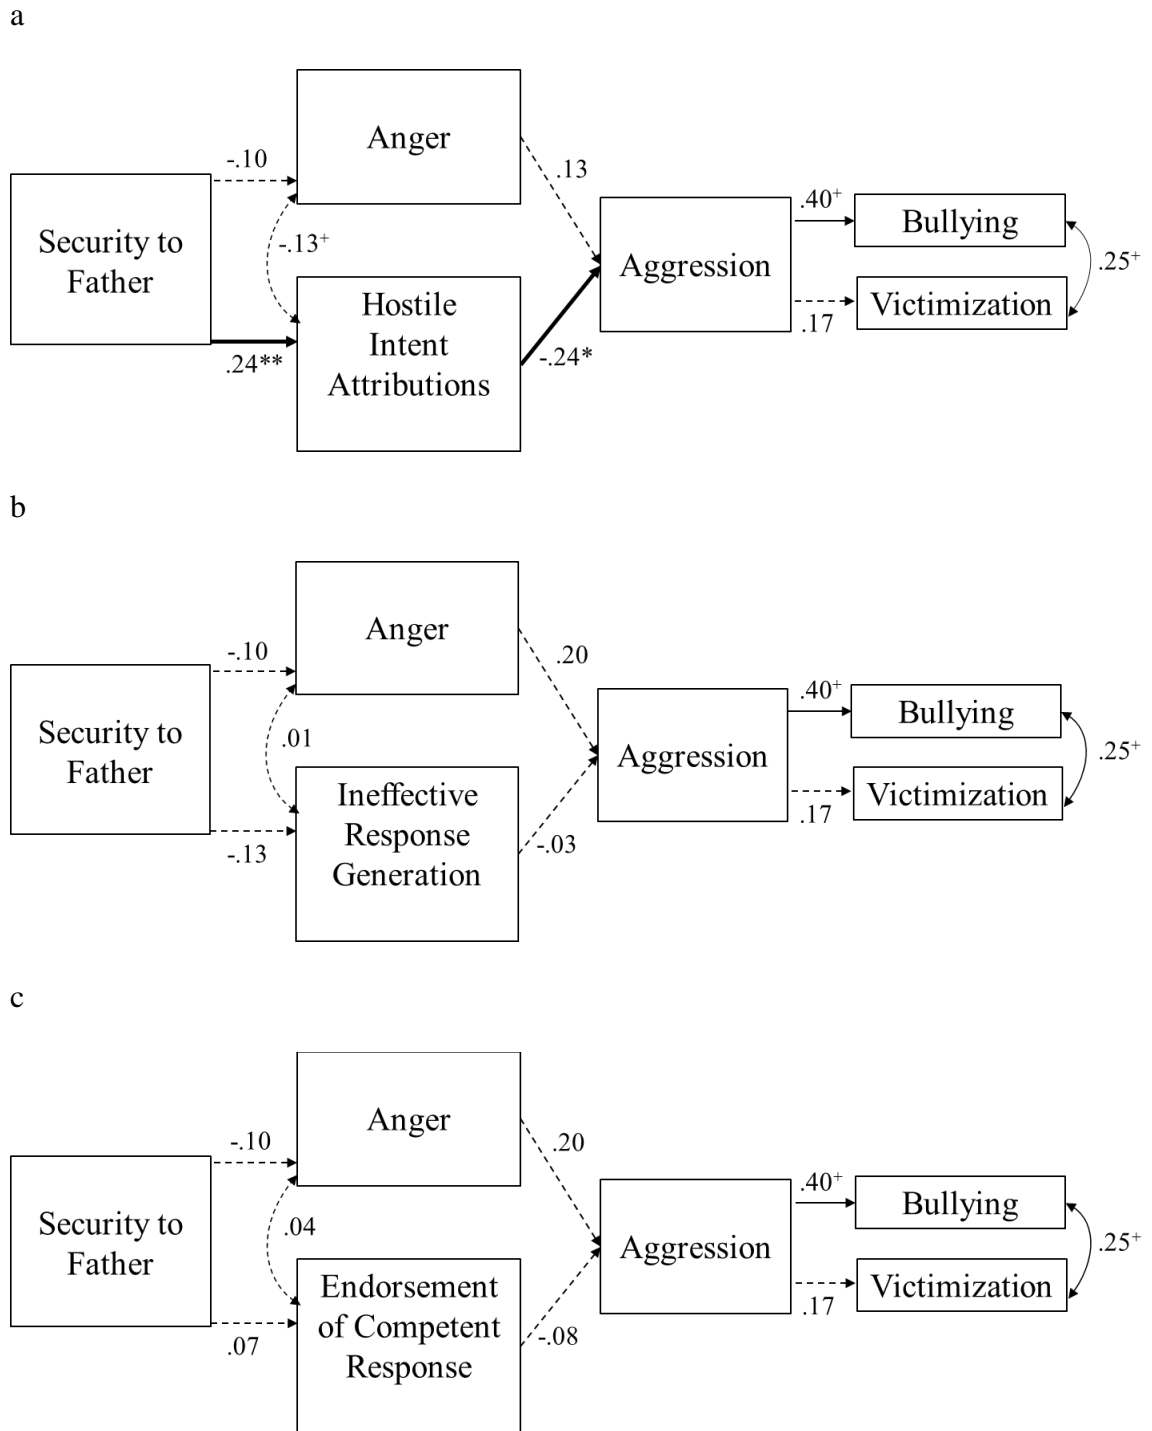 a
Anger
-.10
.13
.40+
Security to
Father
-.13+
Aggression
Bullying
.25+
Hostile
Intent
Attributions
Victimization
.17
.24**
-.24*
b
Anger
-.10
.20
.40+
Security to
Father
.01
Aggression
Bullying
.25+
Ineffective
Response
Generation
Victimization
.17
-.13
-.03
c
Anger
-.10
.20
.40+
Security to
Father
.04
Aggression
Bullying
.25+
Endorsement
of Competent
Response
Victimization
.17
.07
-.08